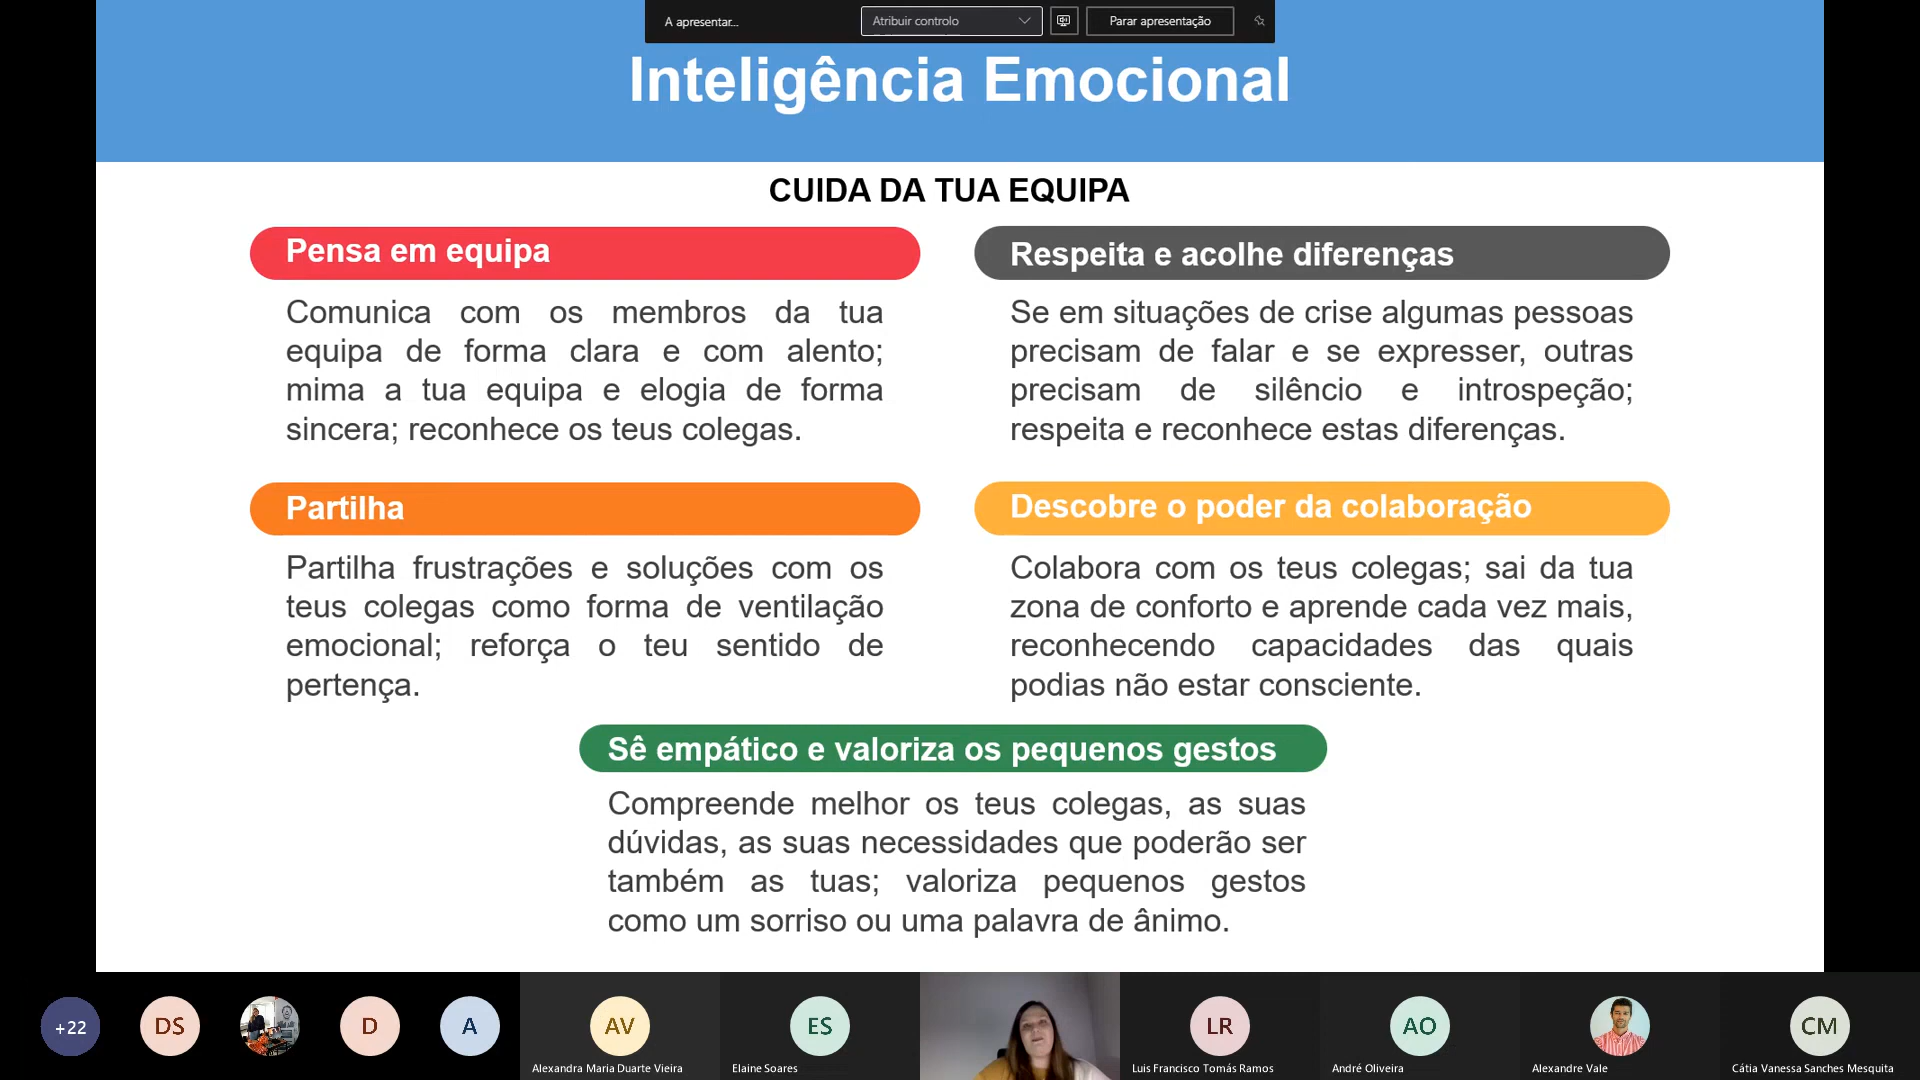 A apresentar...
Atribuir controlo
Parar apresentação
Inteligência Emocional
CUIDA DA TUA EQUIPA
Pensa em equipa
Comunica com os membros da tua
equipa de forma clara e com alento;
mima a tua equipa e elogia de forma
sincera; reconhece os teus colegas.
Respeita e acolhe diferenças
Se em situações de crise algumas pessoas
precisam de falar e se expresser, outras
precisam de silêncio e introspeção;
respeita e reconhece estas diferenças.
Partilha
Partilha frustrações e soluções com os
teus colegas como forma de ventilação
emocional; reforça o teu sentido de
pertença.
Descobre o poder da colaboração
Colabora com os teus colegas; sai da tua
zona de conforto e aprende cada vez mais,
reconhecendo capacidades das quais
podias não estar consciente.
Sê empático e valoriza os pequenos gestos
Compreende melhor os teus colegas, as suas
dúvidas, as suas necessidades que poderão ser
também as tuas; valoriza pequenos gestos
como um sorriso ou uma palavra de ânimo.
+22
DS
D
A
AV
ES
LR
AO
CM
Alexandra Maria Duarte Vieira
Elaine Soares
Luis Francisco Tomás Ramos
André Oliveira
Alexandre Vale
Cátia Vanessa Sanches Mesquita